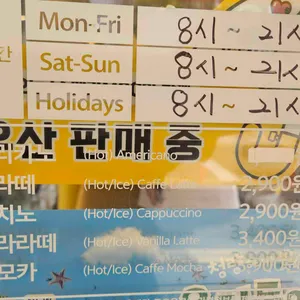 Mon-Fri 8시 ~ 21시
Sat-Sun 8시 ~ 21시
Holidays 8시 ~ 21시
산 판매 중
(Hot) Americano
라떼 (Hot/Ice) Caffe Latte 2,900원
치노 (Hot/Ice) Cappuccino 2,900원
라라떼 (Hot/Ice) Vanilla Latte 3,400원
모카 (Hot/Ice) Caffe Mocha